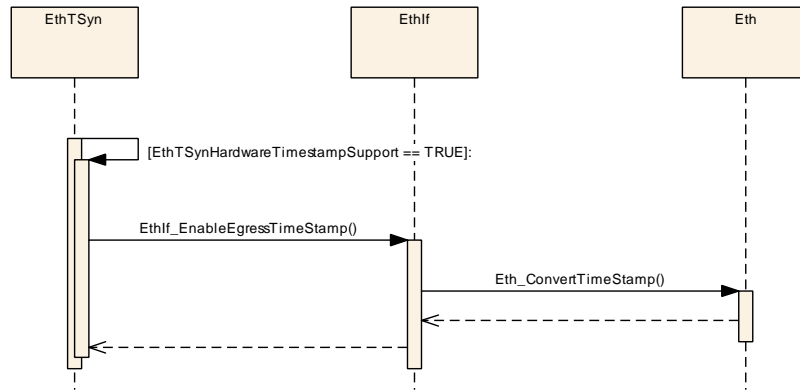 EthTSyn
EthIf
Eth
[EthTSynHardwareTimestampSupport == TRUE]:
EthIf_EnableEgressTimeStamp()
Eth_ConvertTimeStamp()